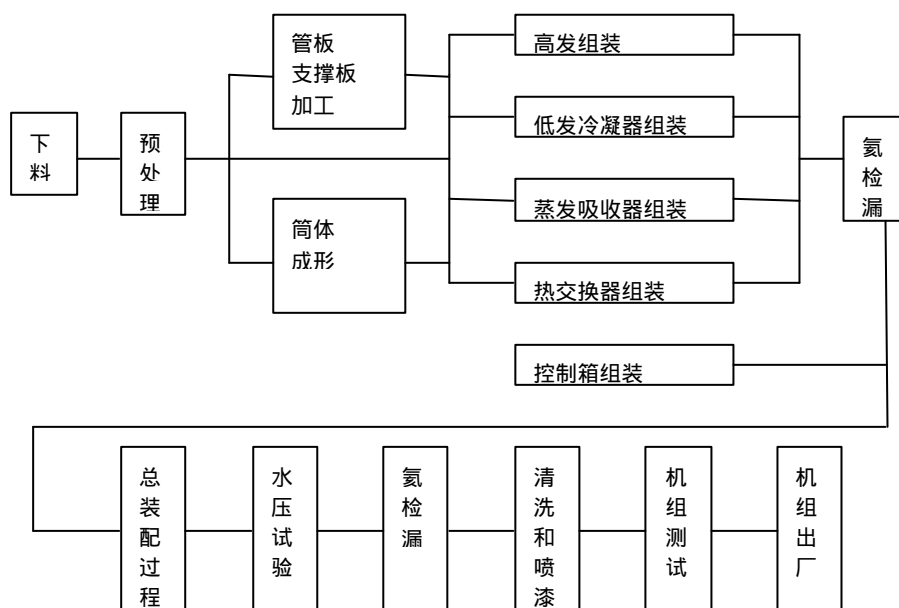 下料
预处理
管板
支撑板
加工
筒体
成形
高发组装
低发冷凝器组装
蒸发吸收器组装
热交换器组装
控制箱组装
氦检漏
总装配过程
水压试验
氦检漏
清洗和喷漆
机组测试
机组出厂